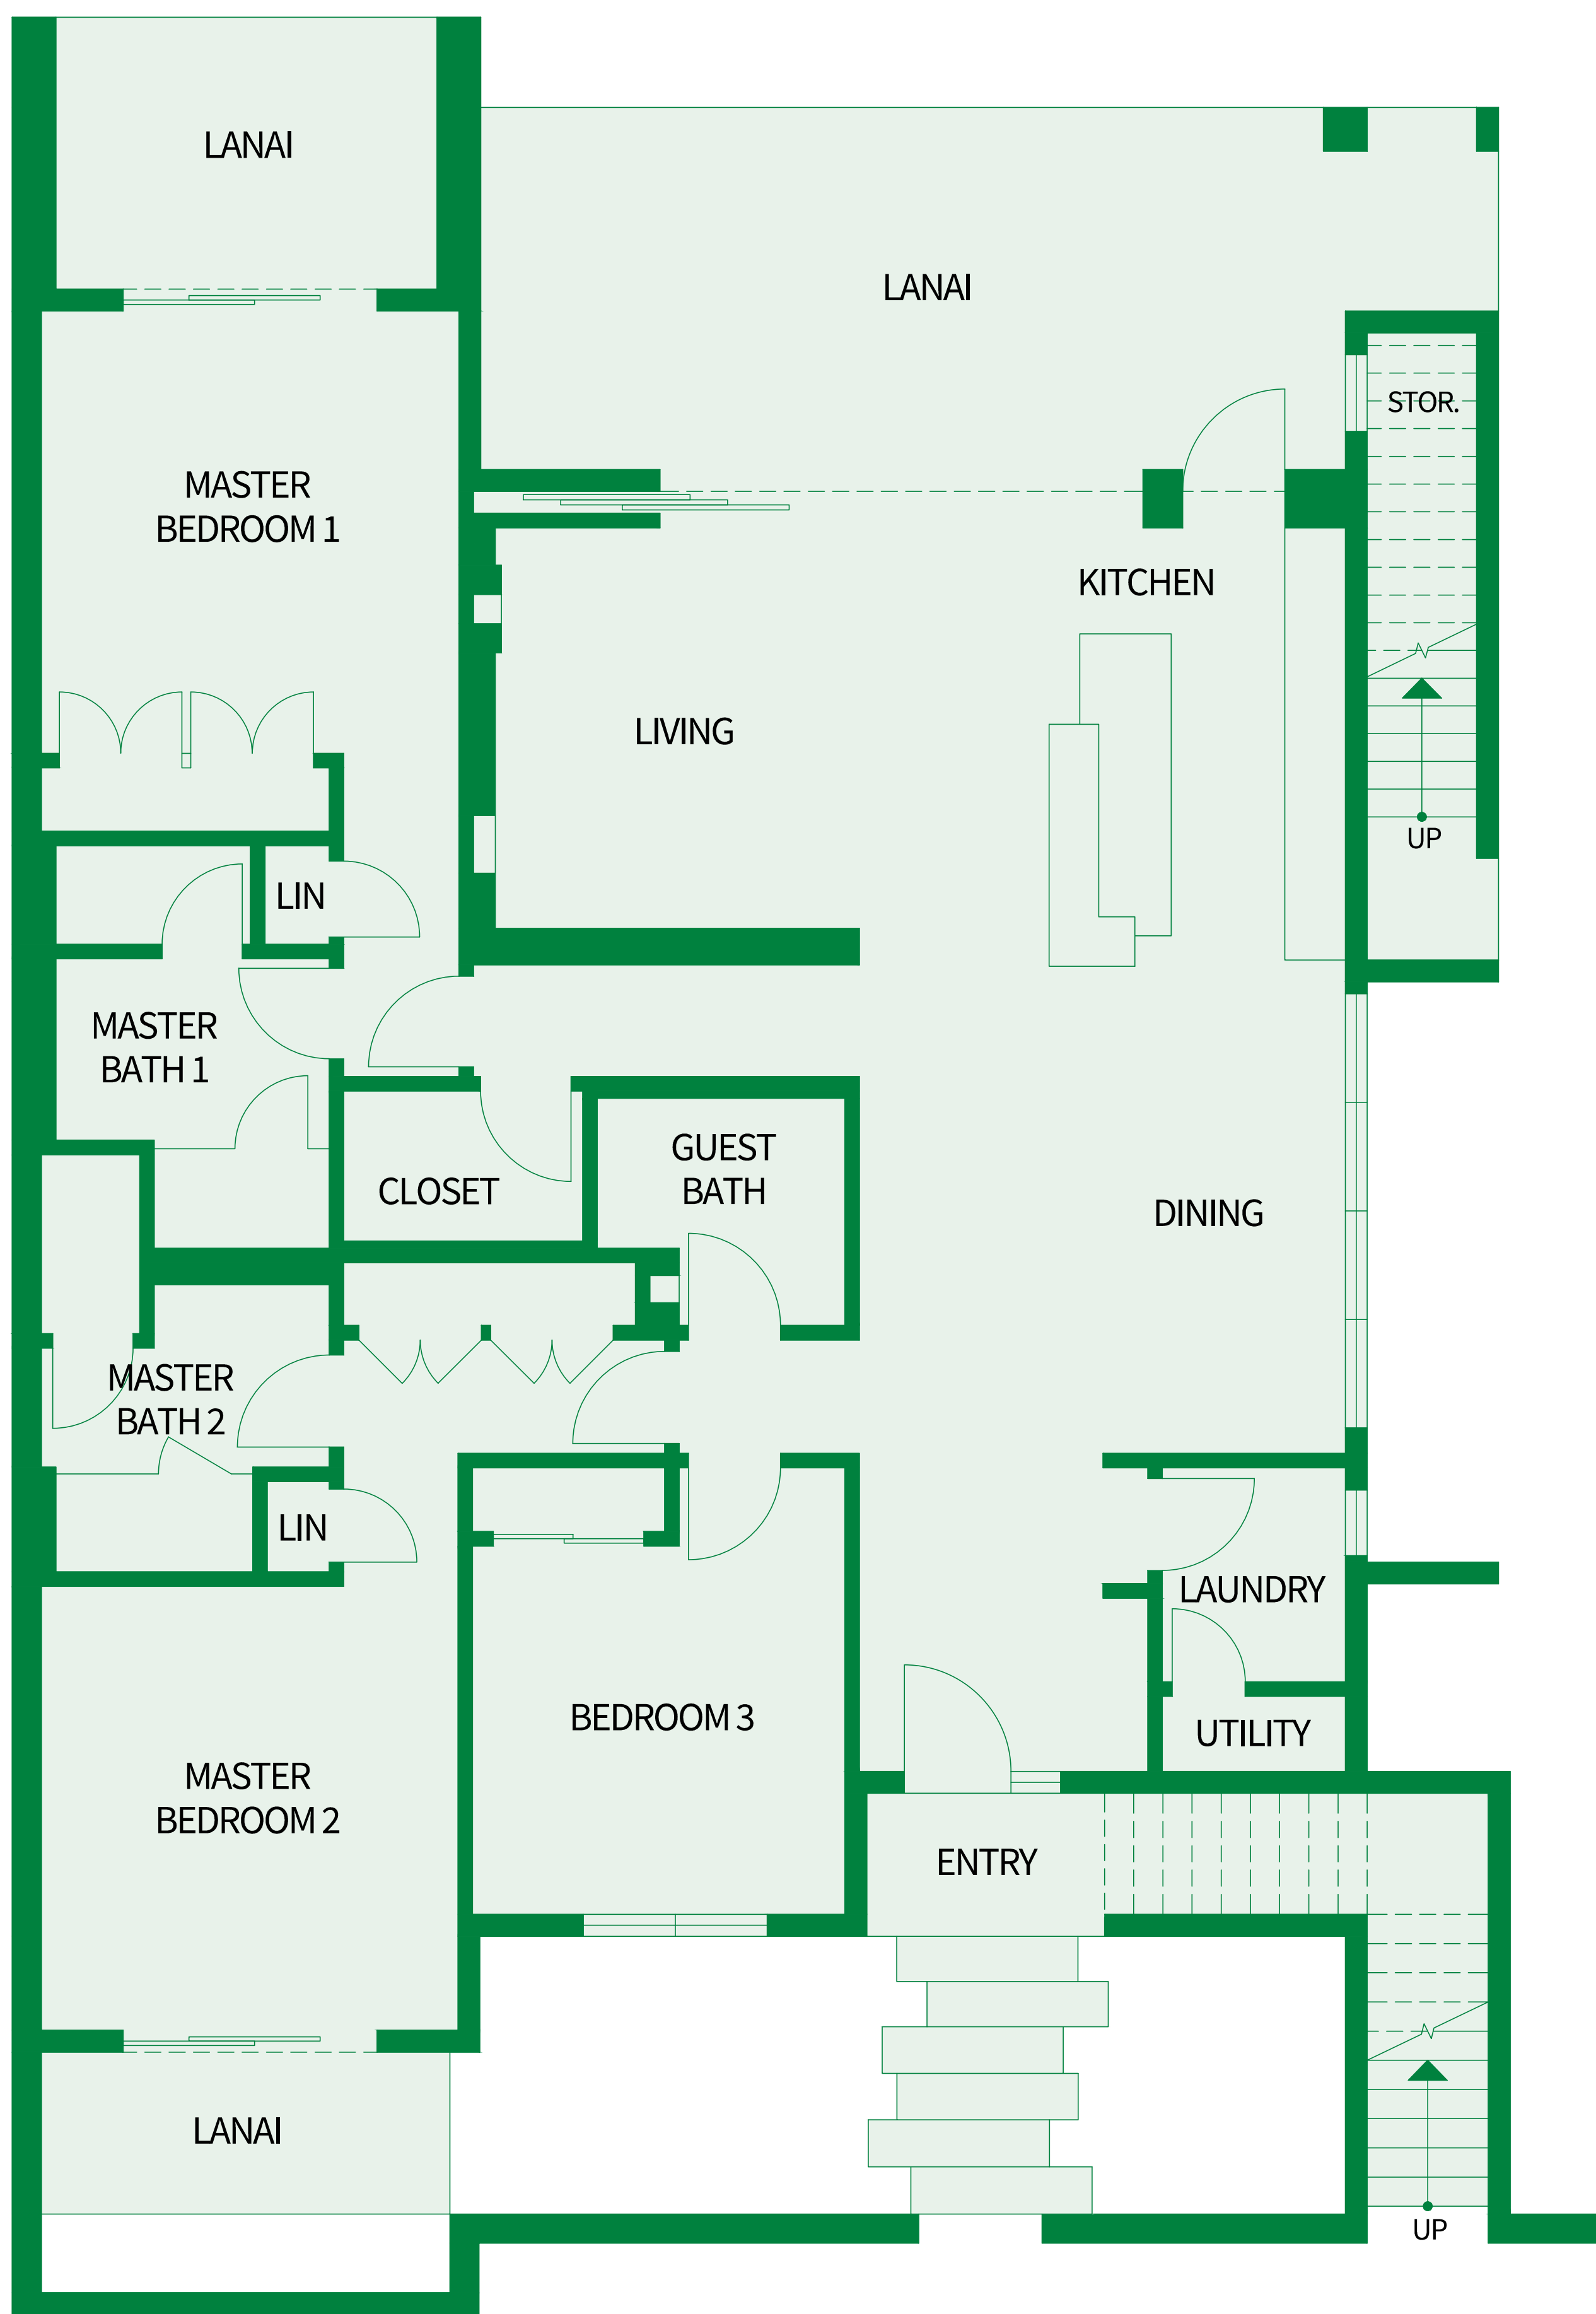 LANAI
LANAI
STOR.
MASTER
BEDROOM 1
KITCHEN
LIVING
UP
LIN
MASTER
BATH 1
GUEST
BATH
CLOSET
DINING
MASTER
BATH 2
LIN
LAUNDRY
BEDROOM 3
UTILITY
MASTER
BEDROOM 2
ENTRY
LANAI
UP